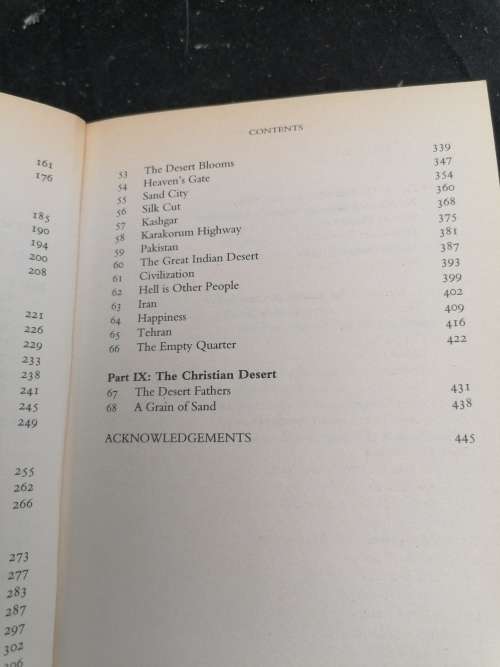 161
176
185
190
194
200
208
221
226
229
233
238
241
245
249
255
262
266
273
277
283
287
297
302
306
CONTENTS
53 The Desert Blooms 339
54 Heaven's Gate 347
55 Sand City 354
56 Silk Cut 360
57 Kashgar 368
58 Karakorum Highway 375
59 Pakistan 381
60 The Great Indian Desert 387
61 Civilization 393
62 Hell is Other People 399
63 Iran 402
64 Happiness 409
65 Tehran 416
66 The Empty Quarter 422
Part IX: The Christian Desert
67 The Desert Fathers 431
68 A Grain of Sand 438
ACKNOWLEDGEMENTS 445